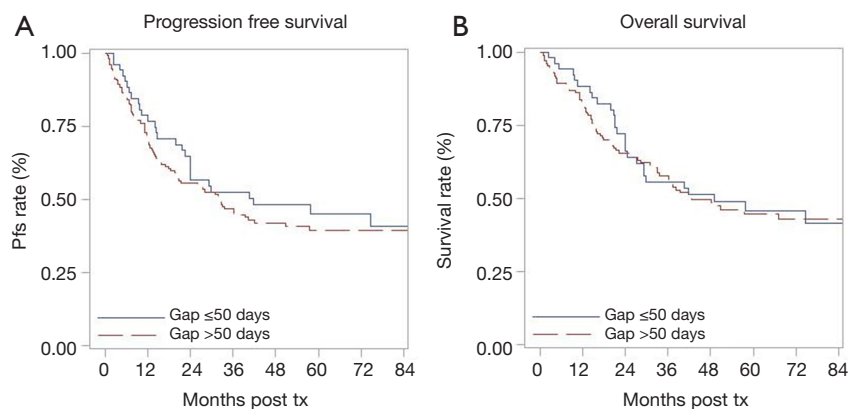 A
Progression free survival
Pfs rate (%)
1.00
0.75
0.50
0.25
0.00
Gap ≤50 days
Gap >50 days
0 12 24 36 48 60 72 84
Months post tx
B
Overall survival
Survival rate (%)
1.00
0.75
0.50
0.25
0.00
Gap ≤50 days
Gap >50 days
0 12 24 36 48 60 72 84
Months post tx